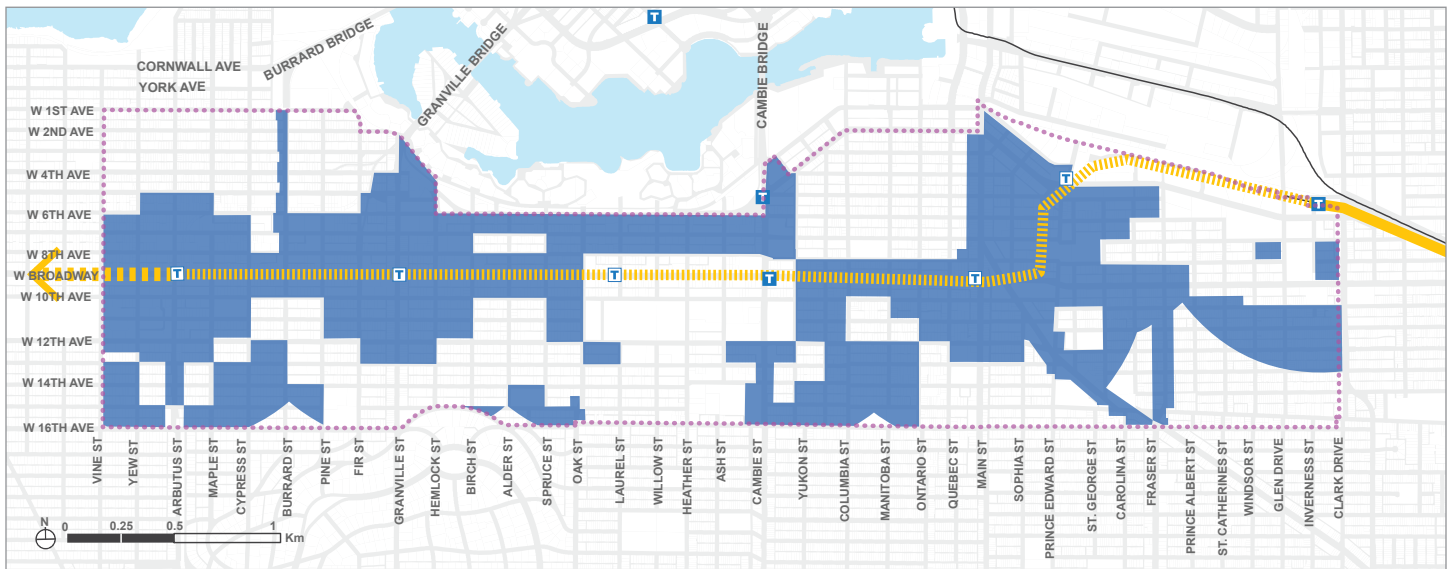 BURRARD BRIDGE
GRANVILLE BRIDGE
CAMBIE BRIDGE
T
CORNWALL AVE
YORK AVE
W 1ST AVE
W 2ND AVE
W 4TH AVE
W 6TH AVE
W 8TH AVE
W BROADWAY
W 10TH AVE
W 12TH AVE
W 14TH AVE
W 16TH AVE
T
T
T
T
T
T
T
T
VINE ST
YEW ST
ARBUTUS ST
MAPLE ST
CYPRESS ST
BURRARD ST
PINE ST
FIR ST
GRANVILLE ST
HEMLOCK ST
BIRCH ST
ALDER ST
SPRUCE ST
OAK ST
LAUREL ST
WILLOW ST
HEATHER ST
ASH ST
CAMBIE ST
YUKON ST
COLUMBIA ST
MANITOBA ST
ONTARIO ST
QUEBEC ST
MAIN ST
SOPHIA ST
PRINCE EDWARD ST
ST. GEORGE ST
CAROLINA ST
FRASER ST
PRINCE ALBERT ST
ST. CATHERINES ST
WINDSOR ST
GLEN DRIVE
INVERNESS ST
CLARK DRIVE
N
0 0.25 0.5 1
Km